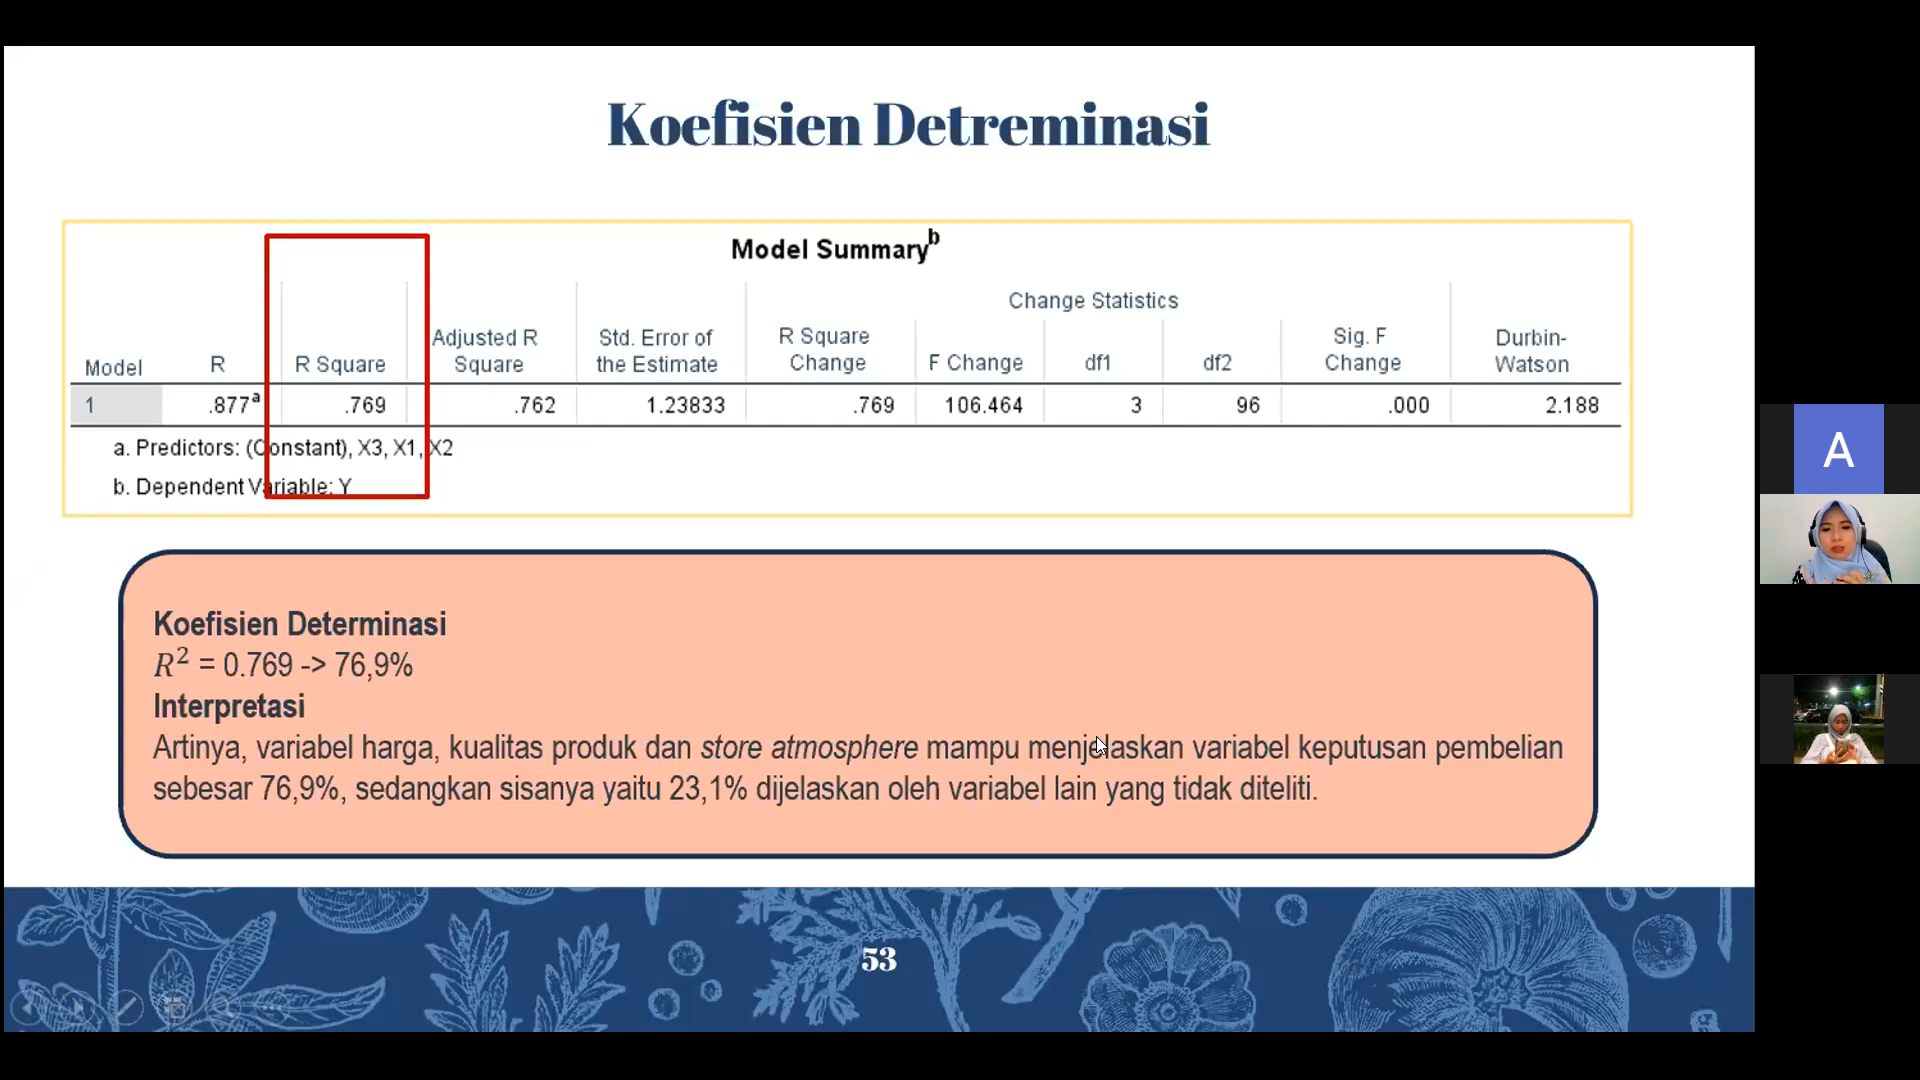 Koefisien Detreminasi
Model Summaryb
Change Statistics
Model R R Square Adjusted R Square Std. Error of the Estimate R Square Change F Change df1 df2 Sig. F Change Durbin-Watson
1 .877a .769 .762 1.23833 .769 106.464 3 96 .000 2.188
a. Predictors: (Constant), X3, X1, X2
b. Dependent Variable: Y
Koefisien Determinasi
R2 = 0.769 -> 76,9%
Interpretasi
Artinya, variabel harga, kualitas produk dan store atmosphere mampu menjelaskan variabel keputusan pembelian
sebesar 76,9%, sedangkan sisanya yaitu 23,1% dijelaskan oleh variabel lain yang tidak diteliti.
53
A